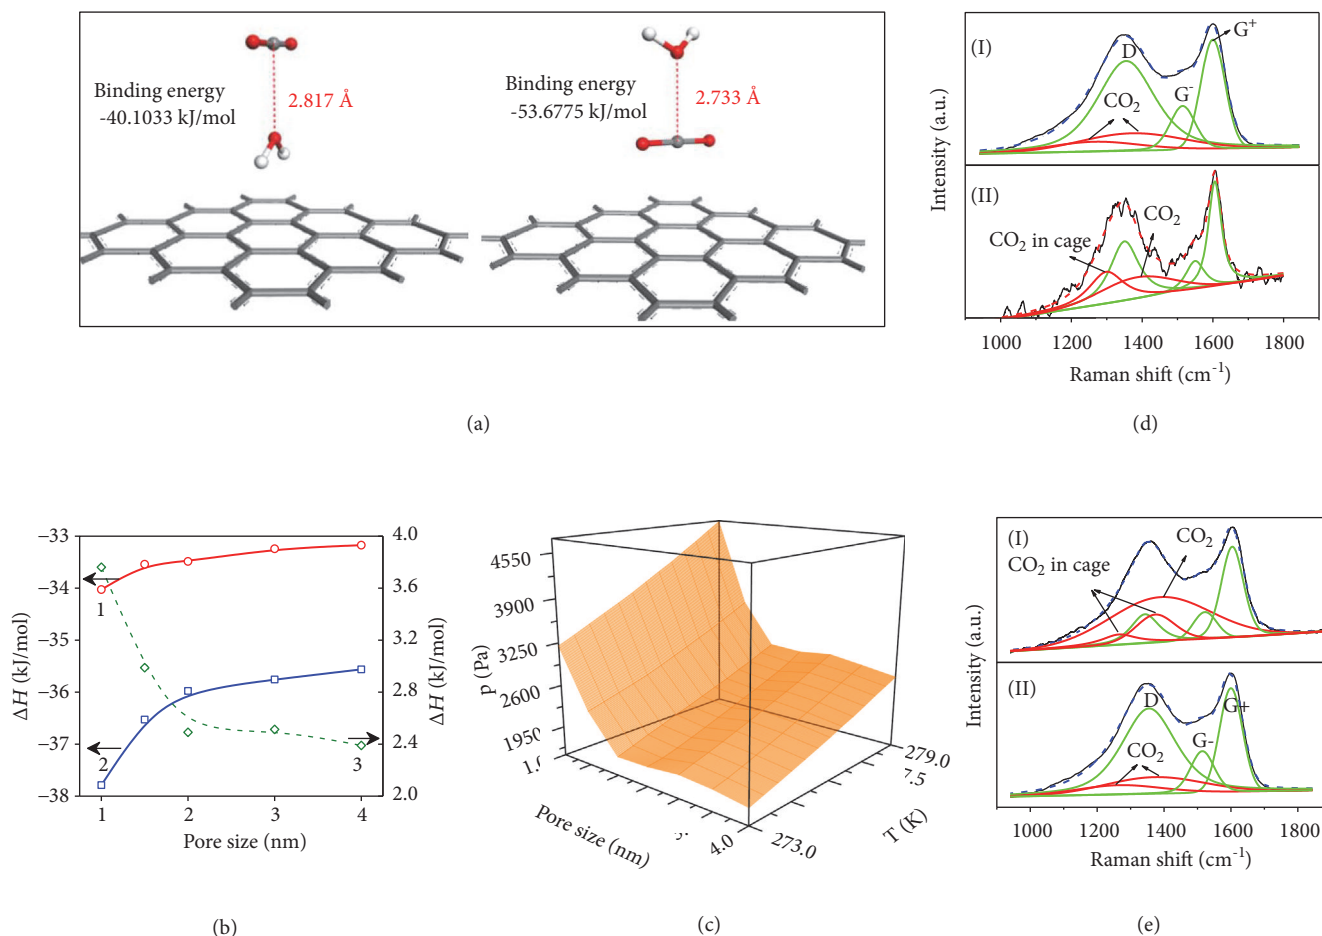 Binding energy
-40.1033 kJ/mol
2.817 Å
Binding energy
-53.6775 kJ/mol
2.733 Å
(a)
(I)
D
G⁺
CO₂
G⁻
(II)
CO₂
CO₂ in cage
Intensity (a.u.)
1000 1200 1400 1600 1800
Raman shift (cm⁻¹)
(d)
−33
−34
−35
−36
−37
−38
ΔH (kJ/mol)
4.0
3.6
3.2
2.8
2.4
2.0
ΔH (kJ/mol)
1
2
3
1 2 3 4
Pore size (nm)
(b)
4550
3900
3250
2600
1950
p (Pa)
4.0
Pore size (nm)
273.0
7.5
279.0
T (K)
(c)
(I)
CO₂
CO₂ in cage
(II)
D
G+
CO₂
G-
Intensity (a.u.)
1000 1200 1400 1600 1800
Raman shift (cm⁻¹)
(e)